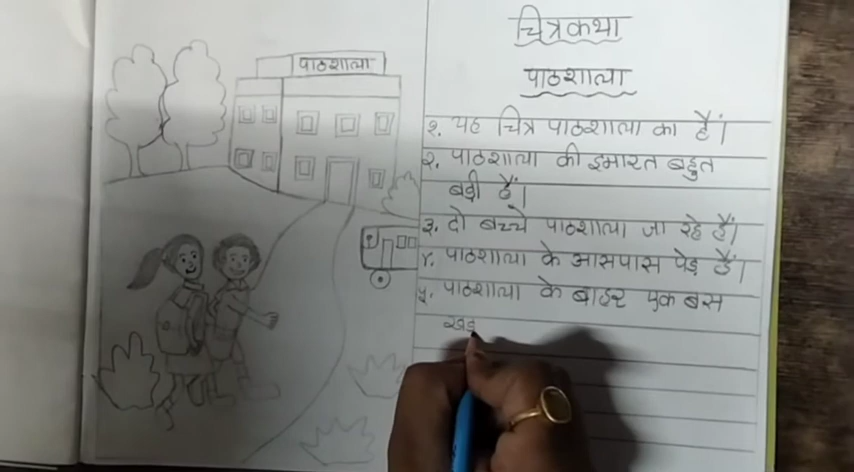 पाठशाला
चित्रकथा
पाठशाला
१. यह चित्र पाठशाला का हैं।
२. पाठशाला की इमारत बहुत
बड़ी हैं।
३. दो बच्चे पाठशाला जा रहे हैं।
४. पाठशाला के आसपास पेड़ हैं।
५. पाठशाला के बाहर एक बस
खड़